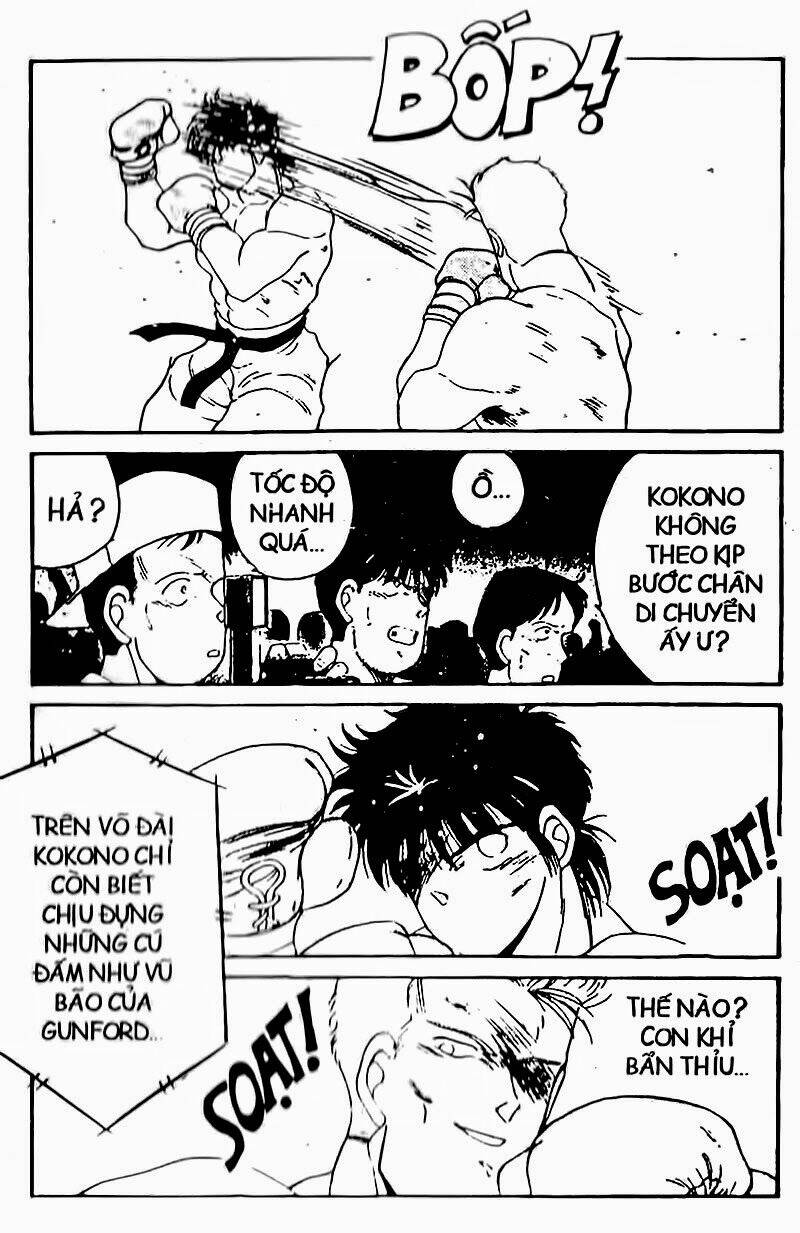 BỐP!
HẢ?
TỐC ĐỘ
NHANH
QUÁ...
Ồ...
KOKONO
KHÔNG
THEO KỊP
BƯỚC CHÂN
DI CHUYỂN
ẤY Ư?
TRÊN VÕ ĐÀI
KOKONO CHỈ
CÒN BIẾT
CHỊU ĐỰNG
NHỮNG CÚ
ĐẤM NHƯ VŨ
BÃO CỦA
GUNFORD...
SOẠT!
SOẠT!
THẾ NÀO?
CON KHỈ
BẨN THỈU...